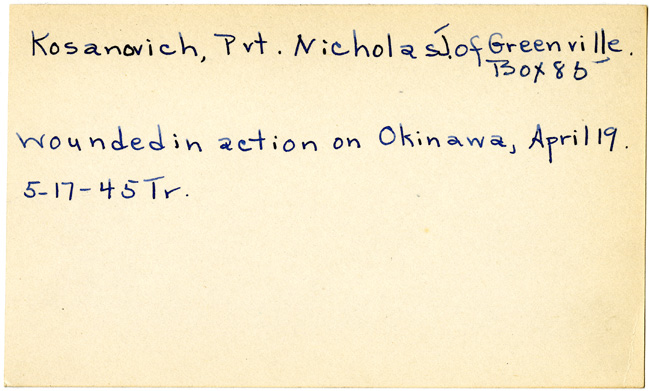 Kosanovich, Pvt. Nicholas J. of Greenville.
Box 86
wounded in action on Okinawa, April 19.
5-17-45 Tr.